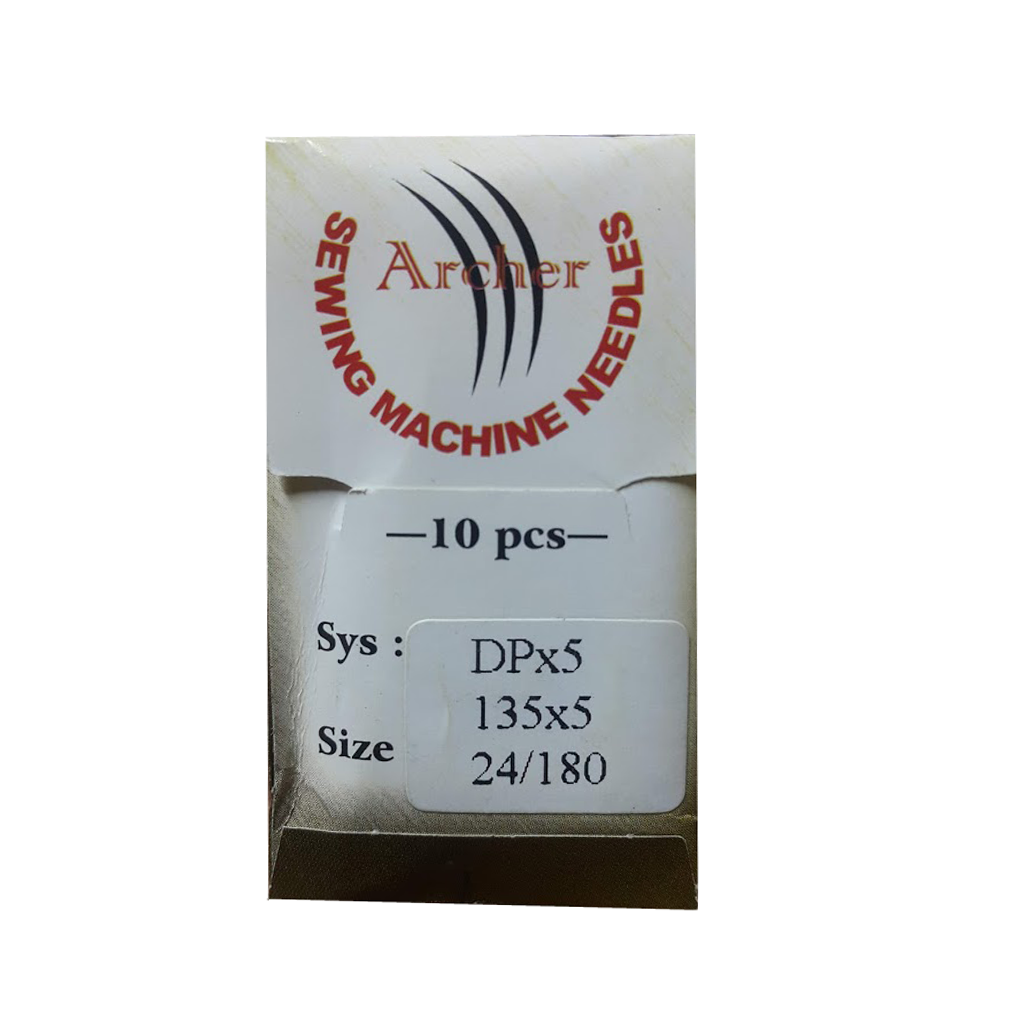 Archer
SEWING MACHINE NEEDLES
—10 pcs—
Sys : DPx5
135x5
Size 24/180